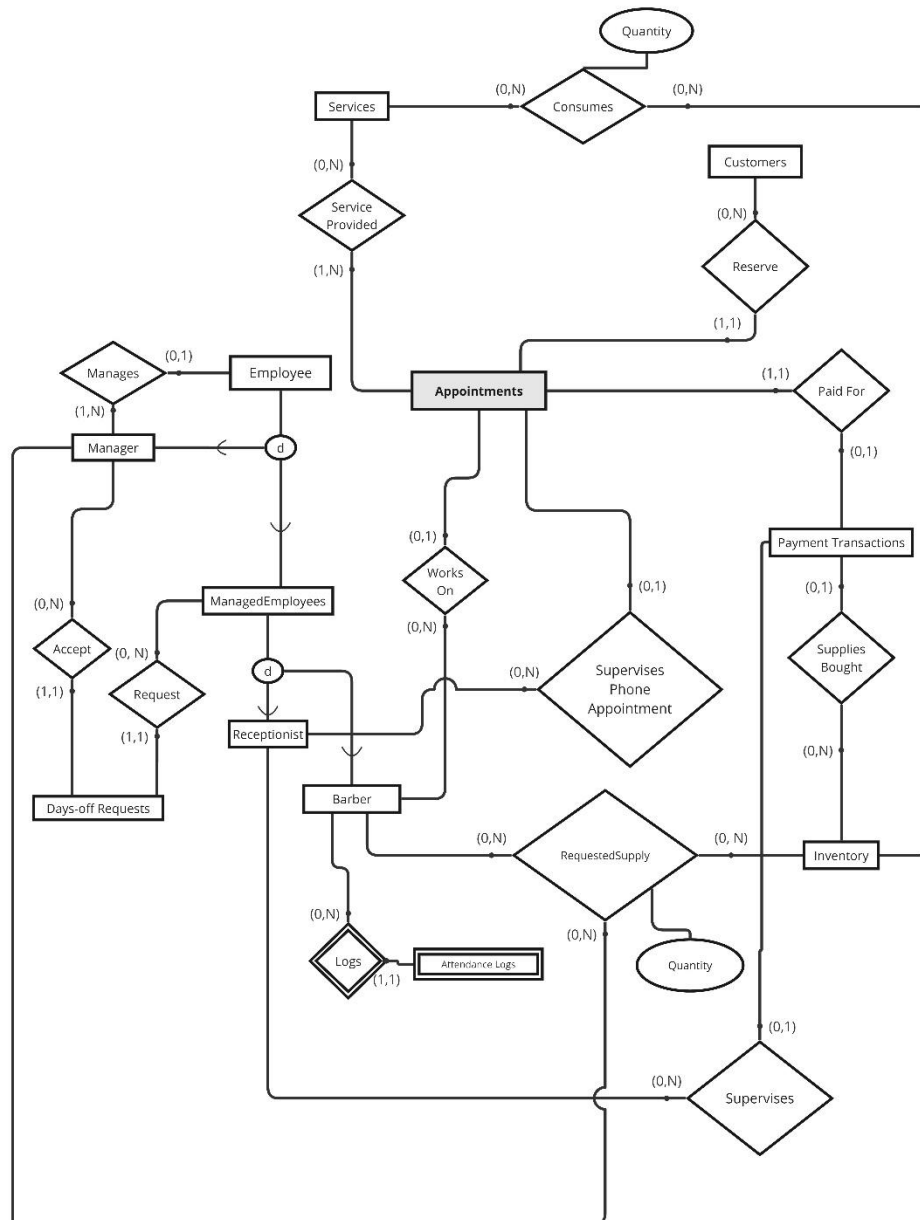 Quantity
(0,N)
(0,N)
Services
Consumes
Customers
(0,N)
Service
Provided
(0,N)
Reserve
(1,N)
(1,1)
(0,1)
Manages
Employee
Appointments
(1,1)
Paid For
(1,N)
Manager
d
(0,1)
(0,1)
Payment Transactions
Works
On
(0,1)
(0,1)
ManagedEmployees
(0,N)
(0,N)
Accept
(0, N)
Supplies
Bought
(1,1)
Request
d
(0,N)
Supervises
Phone
Appointment
(1,1)
Receptionist
(0,N)
Days-off Requests
Barber
(0,N)
RequestedSupply
(0, N)
Inventory
(0,N)
(0,N)
Logs
(1,1)
Attendance Logs
Quantity
(0,1)
(0,N)
Supervises